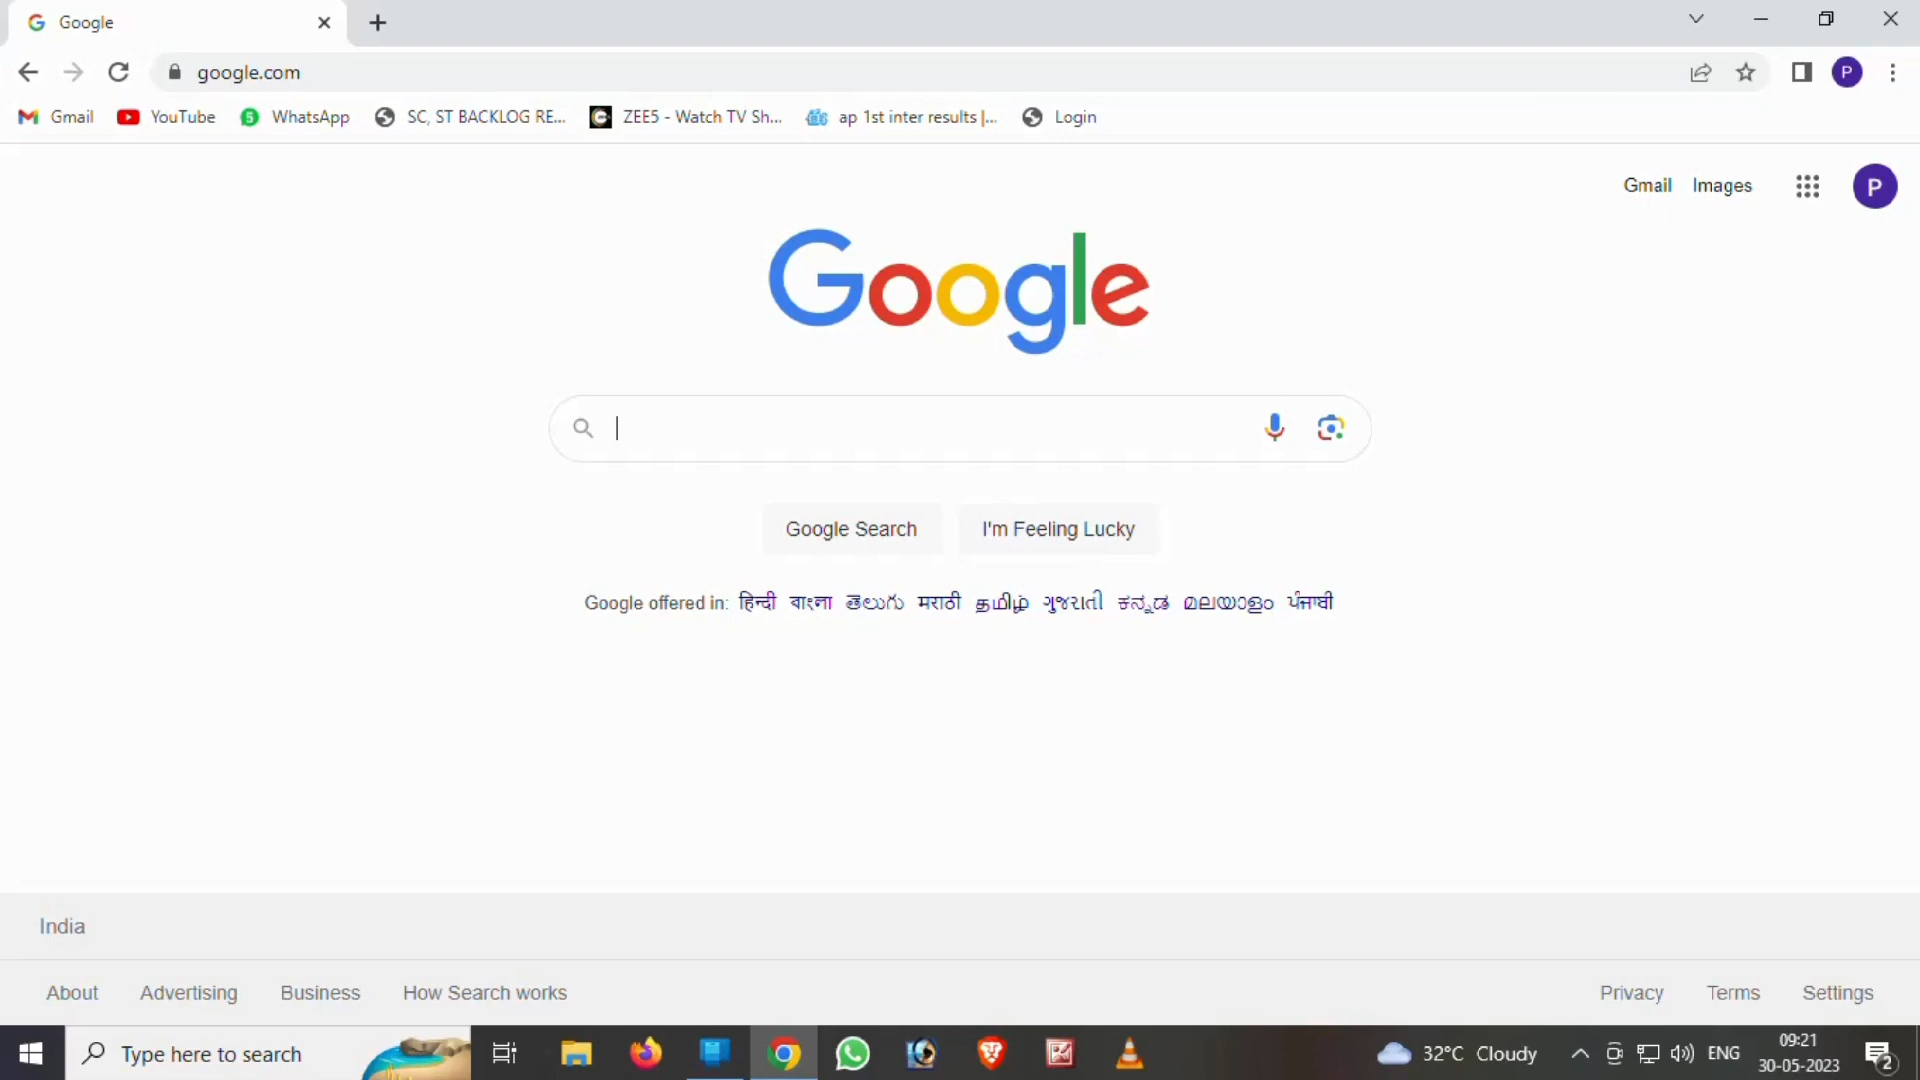 Google
google.com
Gmail YouTube 5 WhatsApp SC, ST BACKLOG RE... ZEE5 - Watch TV Sh... ap 1st inter results |... Login
P
Gmail Images P
Google
Google Search I'm Feeling Lucky
Google offered in: हिन्दी বাংলা తెలుగు मराठी தமிழ் ગુજરાતી ಕನ್ನಡ മലയാളം ਪੰਜਾਬੀ
India
About Advertising Business How Search works Privacy Terms Settings
Type here to search 32°C Cloudy ENG 09:21
30-05-2023 2